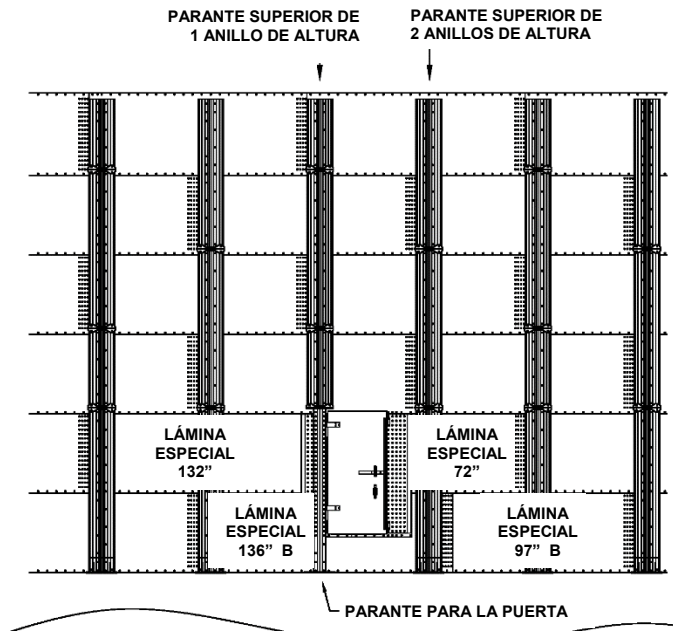 PARANTE SUPERIOR DE
1 ANILLO DE ALTURA
PARANTE SUPERIOR DE
2 ANILLOS DE ALTURA
LÁMINA
ESPECIAL
132”
LÁMINA
ESPECIAL
72”
LÁMINA
ESPECIAL
136” B
LÁMINA
ESPECIAL
97” B
PARANTE PARA LA PUERTA